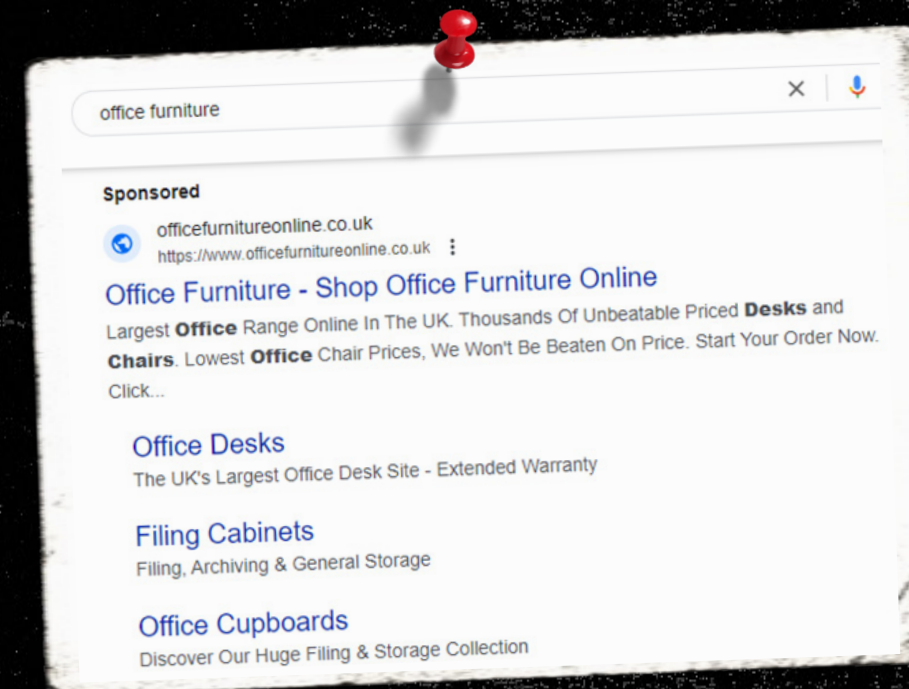 office furniture
Sponsored
officefurnitureonline.co.uk
https://www.officefurnitureonline.co.uk
Office Furniture - Shop Office Furniture Online
Largest Office Range Online In The UK. Thousands Of Unbeatable Priced Desks and
Chairs. Lowest Office Chair Prices, We Won't Be Beaten On Price. Start Your Order Now.
Click...
Office Desks
The UK's Largest Office Desk Site - Extended Warranty
Filing Cabinets
Filing, Archiving & General Storage
Office Cupboards
Discover Our Huge Filing & Storage Collection